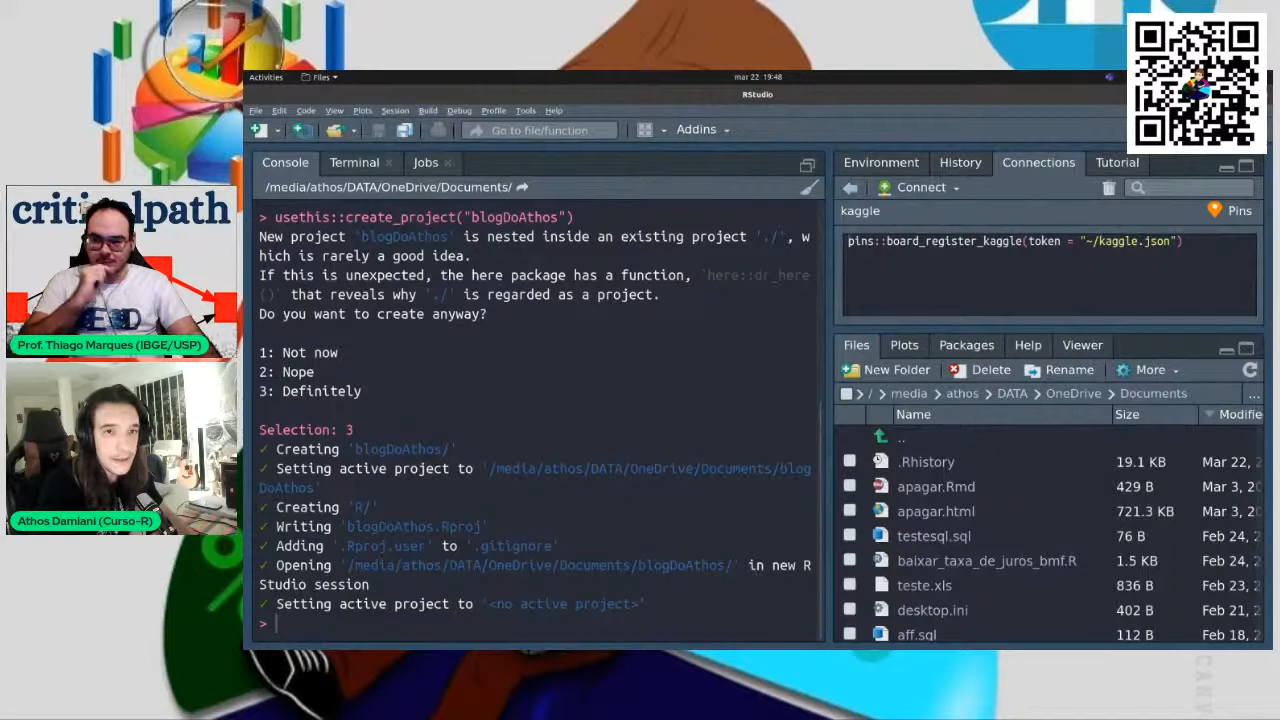 Activities Files mar 22 19:48
RStudio
File Edit Code View Plots Session Build Debug Profile Tools Help
Go to file/function Addins
Console Terminal Jobs
/media/athos/DATA/OneDrive/Documents/
> usethis::create_project("blogDoAthos")
New project 'blogDoAthos' is nested inside an existing project './', w
hich is rarely a good idea.
If this is unexpected, the here package has a function, `here::dr_here
()` that reveals why './' is regarded as a project.
Do you want to create anyway?
1: Not now
2: Nope
3: Definitely
Selection: 3
✓ Creating 'blogDoAthos/'
✓ Setting active project to '/media/athos/DATA/OneDrive/Documents/blog
DoAthos'
✓ Creating 'R/'
✓ Writing 'blogDoAthos.Rproj'
✓ Adding '.Rproj.user' to '.gitignore'
✓ Opening '/media/athos/DATA/OneDrive/Documents/blogDoAthos/' in new R
Studio session
✓ Setting active project to '<no active project>'
>
Environment History Connections Tutorial
Connect
kaggle Pins
pins::board_register_kaggle(token = "~/kaggle.json")
Files Plots Packages Help Viewer
New Folder Delete Rename More
/ media athos DATA OneDrive Documents ...
Name Size Modifie
..
.Rhistory 19.1 KB Mar 22, 2
apagar.Rmd 429 B Mar 3, 20
apagar.html 721.3 KB Mar 3, 20
testesql.sql 76 B Feb 24, 2
baixar_taxa_de_juros_bmf.R 1.5 KB Feb 24, 2
teste.xls 836 B Feb 23, 2
desktop.ini 402 B Feb 21, 2
aff.sql 112 B Feb 18, 2
Prof. Thiago Marques (IBGE/USP)
Athos Damiani (Curso-R)
%